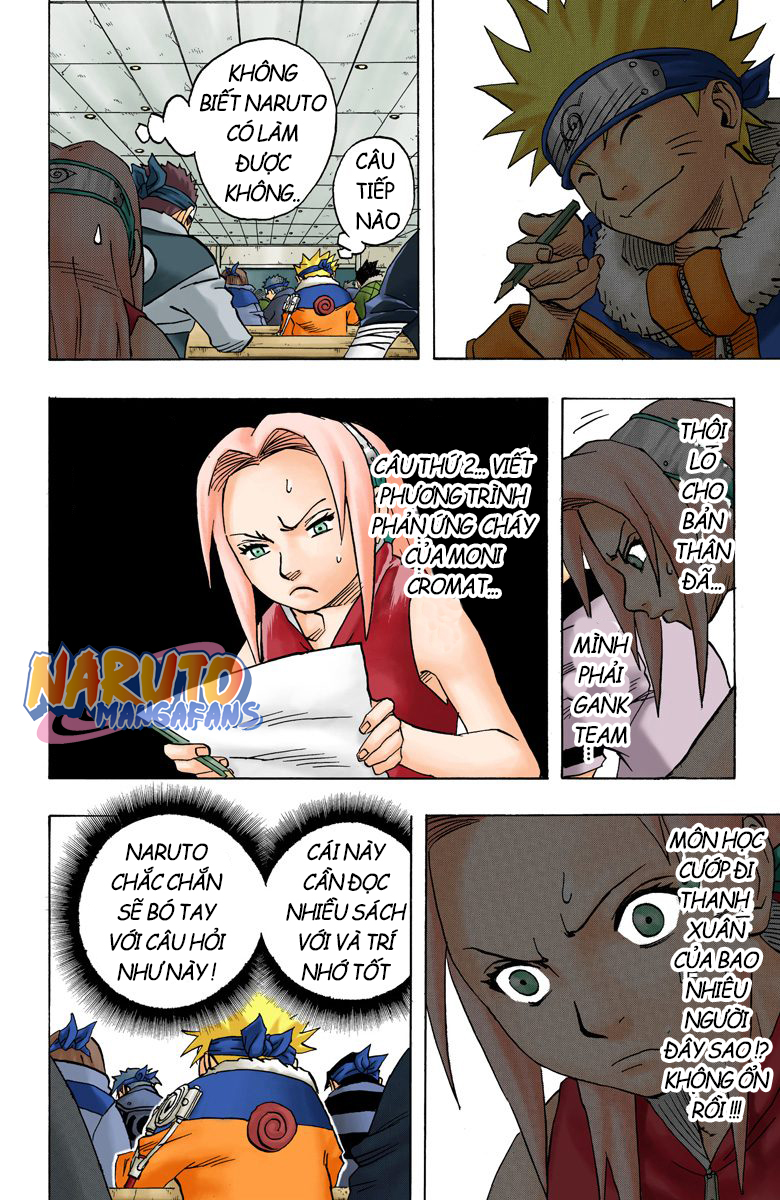 KHÔNG
BIẾT NARUTO
CÓ LÀM
ĐƯỢC
KHÔNG..
CÂU
TIẾP
NÀO
THÔI
LO
CHO
BẢN
THÂN
ĐÃ...
MÌNH
PHẢI
GANK
TEAM
...
CÂU THỨ 2... VIẾT
PHƯƠNG TRÌNH
PHẢN ỨNG CHÁY
CỦA MONI
CROMAT...
NARUTO
MANGAFANS
MÔN HỌC
CƯỚP ĐI
THANH
XUÂN
CỦA BAO
NHIÊU
NGƯỜI
ĐÂY SAO !?
KHÔNG ỔN
RỒI !!!
CÁI NÀY
CẦN ĐỌC
NHIỀU SÁCH
VỞI VÀ TRÍ
NHỚ TỐT
NARUTO
CHẮC CHẮN
SẼ BÓ TAY
VỚI CÂU HỎI
NHƯ NÀY !